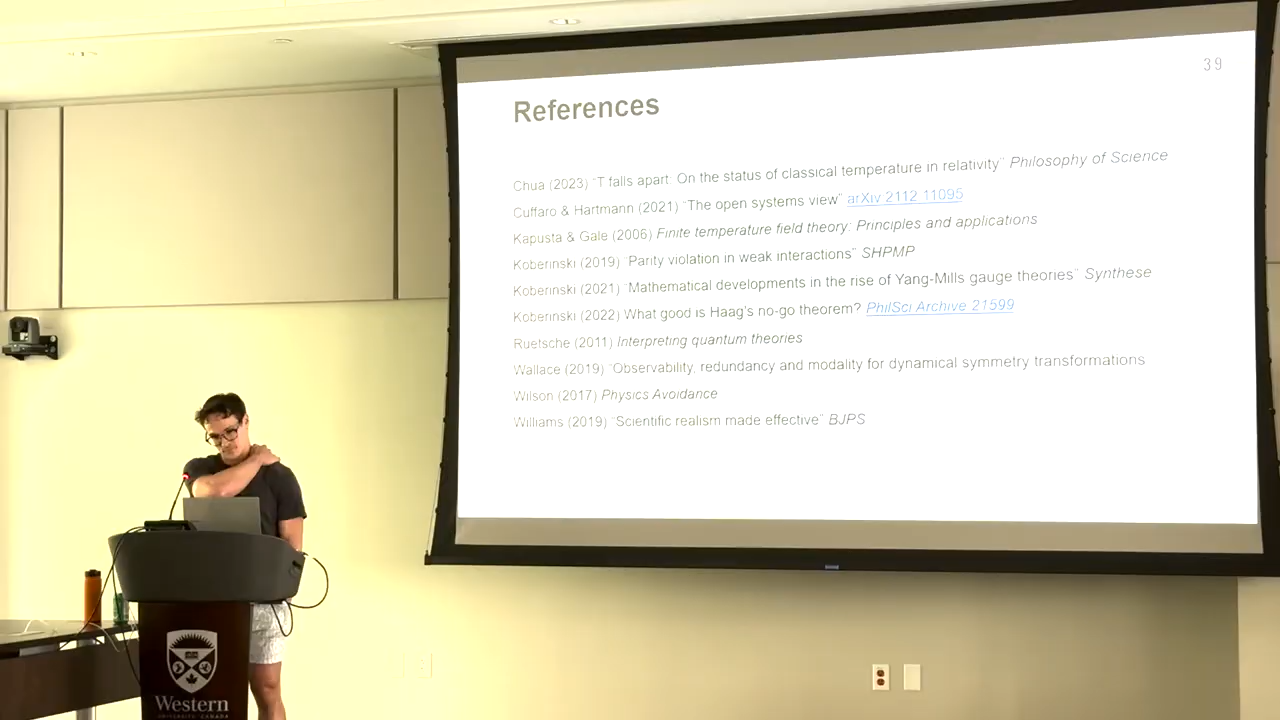 39
References
Chua (2023) “T falls apart: On the status of classical temperature in relativity” Philosophy of Science
Cuffaro & Hartmann (2021) “The open systems view” arXiv 2112 11095
Kapusta & Gale (2006) Finite temperature field theory: Principles and applications
Koberinski (2019) “Parity violation in weak interactions” SHPMP
Koberinski (2021) “Mathematical developments in the rise of Yang-Mills gauge theories” Synthese
Koberinski (2022) What good is Haag's no-go theorem? PhilSci Archive 21599
Ruetsche (2011) Interpreting quantum theories
Wallace (2019) “Observability, redundancy and modality for dynamical symmetry transformations
Wilson (2017) Physics Avoidance
Williams (2019) “Scientific realism made effective” BJPS
Western
UNIVERSITY · CANADA